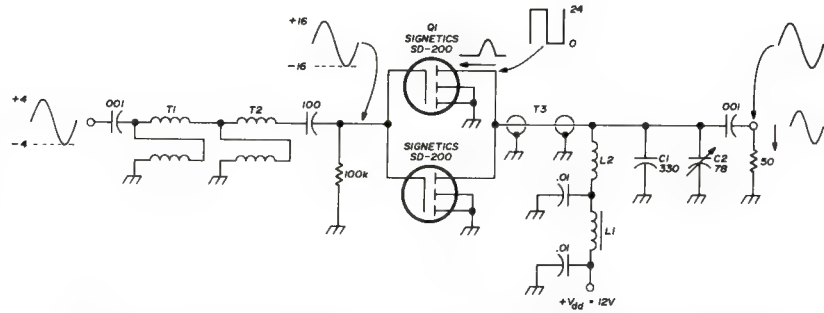 +4
-4
.001
T1
T2
100
+16
-16
100k
Q1
SIGNETICS
SD-200
SIGNETICS
SD-200
24
0
T3
L2
.01
L1
.01
+Vdd = 12V
C1
330
C2
78
.001
50